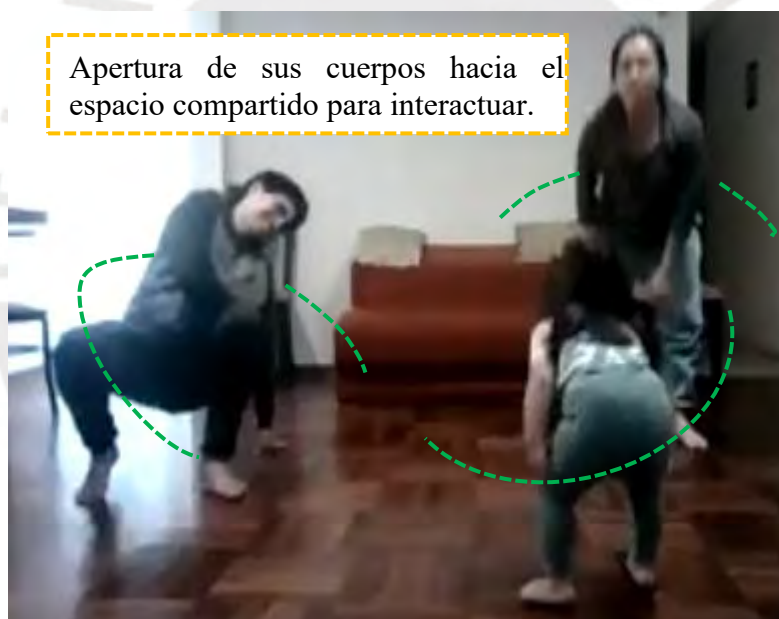 Apertura de sus cuerpos hacia el
espacio compartido para interactuar.